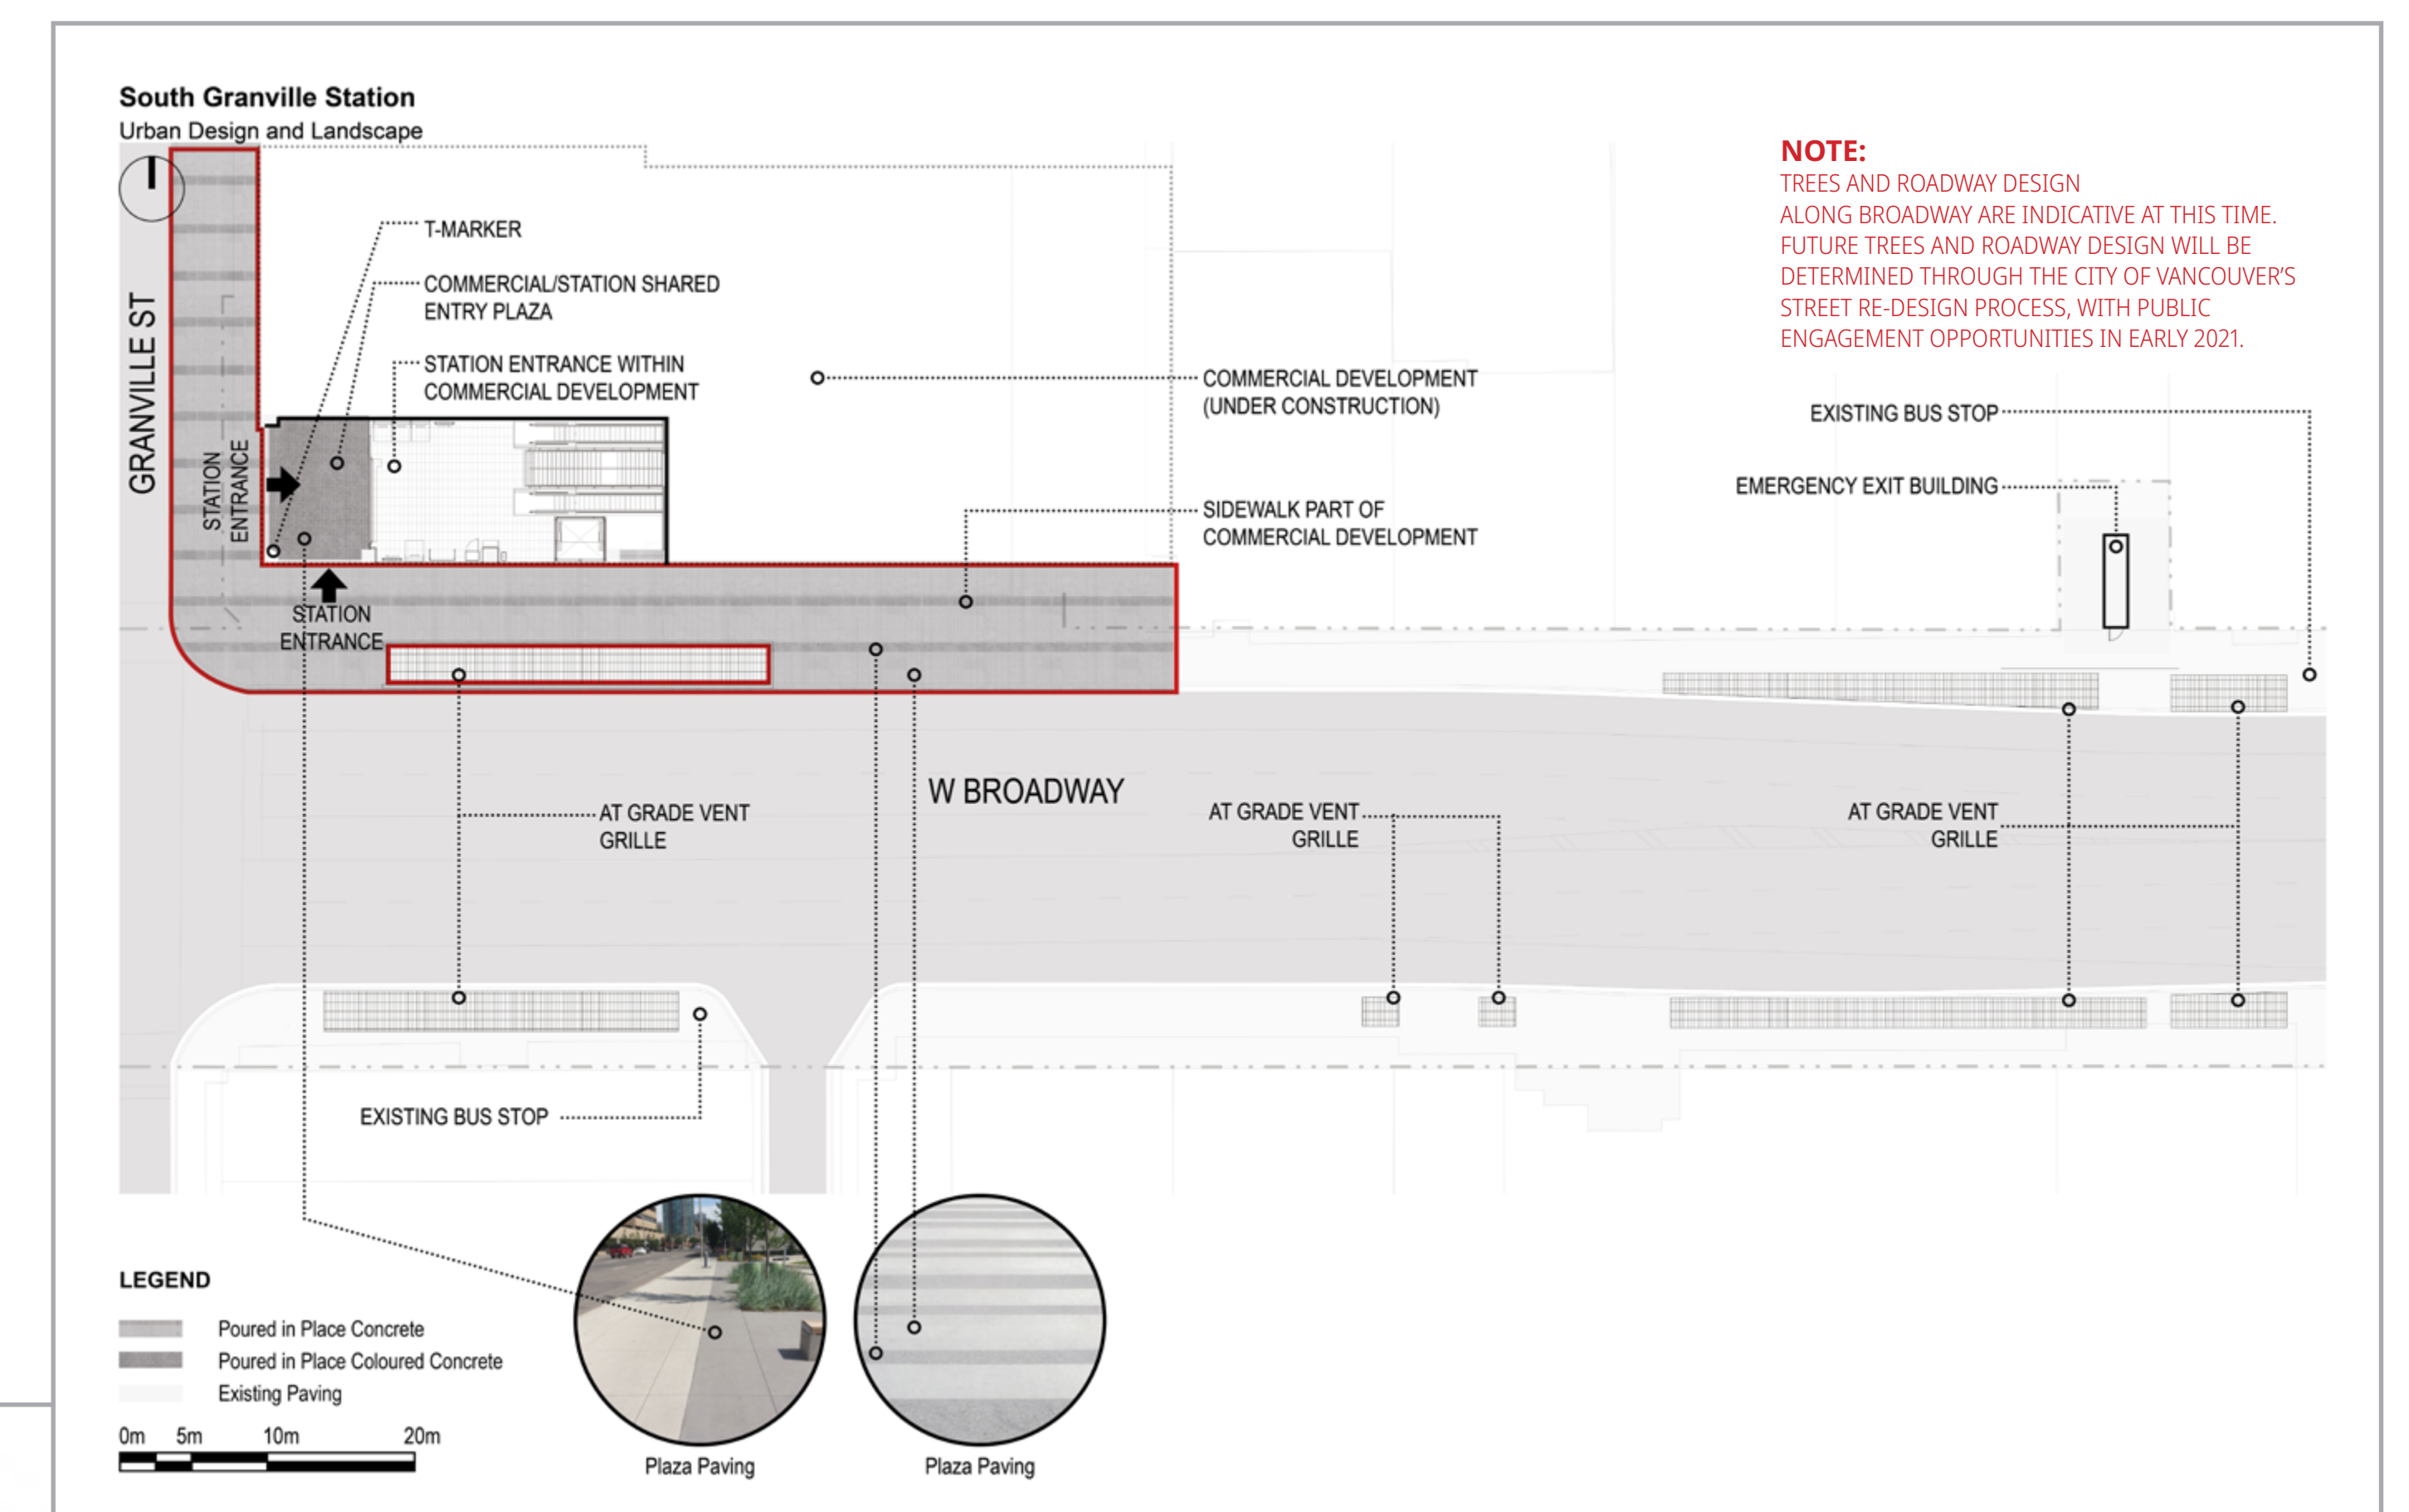 South Granville Station
Urban Design and Landscape
NOTE:
TREES AND ROADWAY DESIGN
ALONG BROADWAY ARE INDICATIVE AT THIS TIME.
FUTURE TREES AND ROADWAY DESIGN WILL BE
DETERMINED THROUGH THE CITY OF VANCOUVER'S
STREET RE-DESIGN PROCESS, WITH PUBLIC
ENGAGEMENT OPPORTUNITIES IN EARLY 2021.
T-MARKER
COMMERCIAL/STATION SHARED
ENTRY PLAZA
STATION ENTRANCE WITHIN
COMMERCIAL DEVELOPMENT
COMMERCIAL DEVELOPMENT
(UNDER CONSTRUCTION)
EXISTING BUS STOP
EMERGENCY EXIT BUILDING
SIDEWALK PART OF
COMMERCIAL DEVELOPMENT
GRANVILLE ST
STATION
ENTRANCE
STATION
ENTRANCE
W BROADWAY
AT GRADE VENT
GRILLE
AT GRADE VENT
GRILLE
AT GRADE VENT
GRILLE
EXISTING BUS STOP
LEGEND
Poured in Place Concrete
Poured in Place Coloured Concrete
Existing Paving
0m 5m 10m 20m
Plaza Paving
Plaza Paving